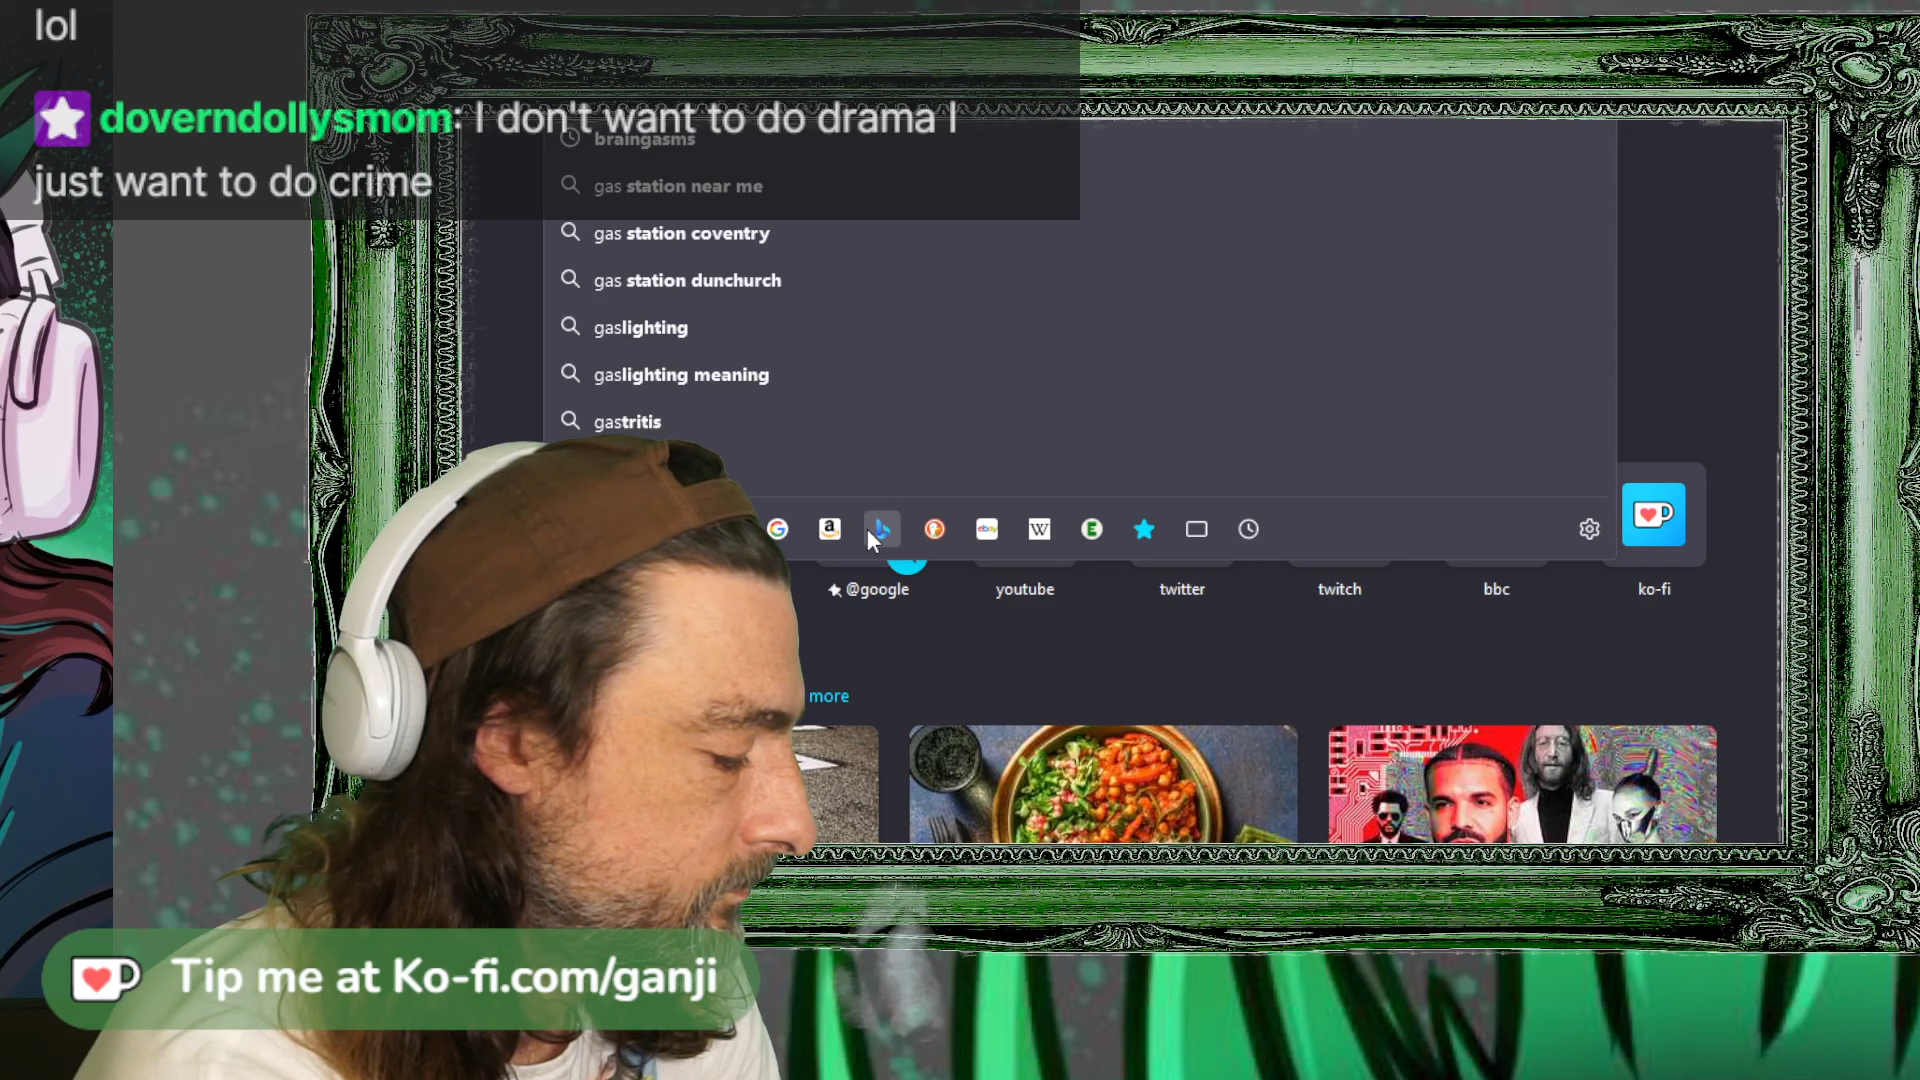 lol
doverndollysmom: I don't want to do drama I
just want to do crime
braingasms
gas station near me
gas station coventry
gas station dunchurch
gaslighting
gaslighting meaning
gastritis
G a ebay W E
@google youtube twitter twitch bbc ko-fi
more
Tip me at Ko-fi.com/ganji